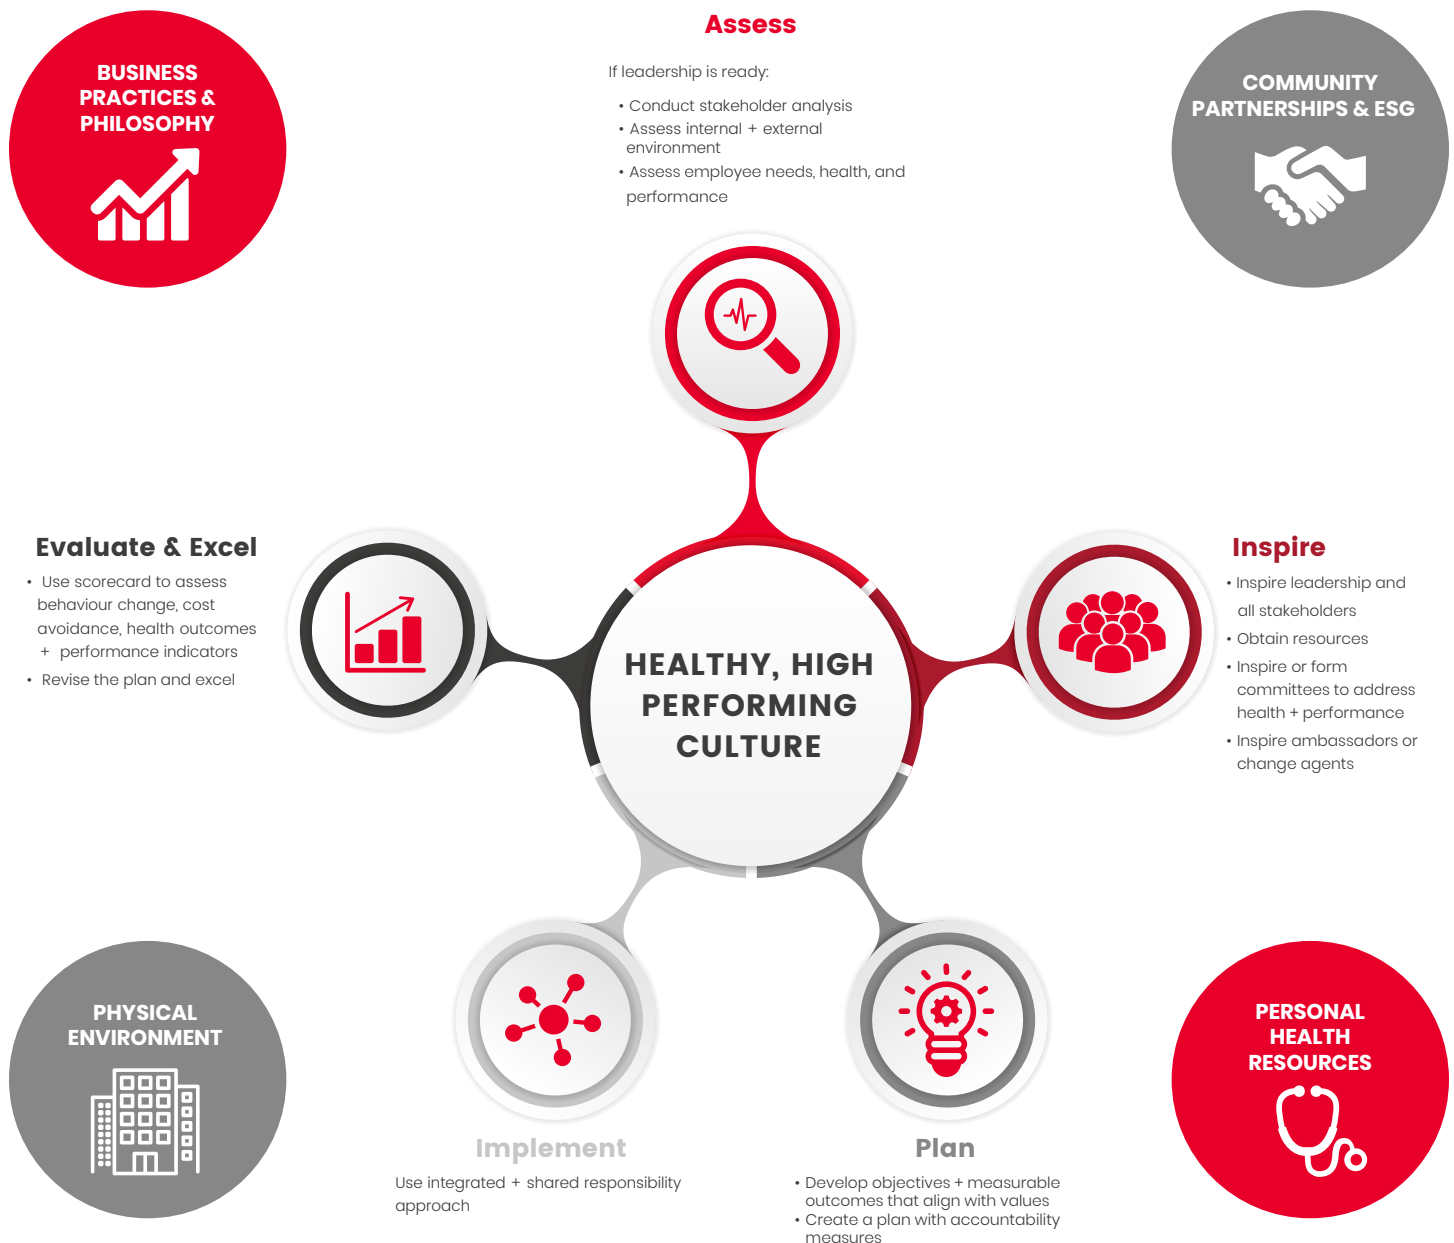 BUSINESS
PRACTICES &
PHILOSOPHY
Assess
If leadership is ready:
• Conduct stakeholder analysis
• Assess internal + external
environment
• Assess employee needs, health, and
performance
COMMUNITY
PARTNERSHIPS & ESG
Evaluate & Excel
• Use scorecard to assess
behaviour change, cost
avoidance, health outcomes
+ performance indicators
• Revise the plan and excel
HEALTHY, HIGH
PERFORMING
CULTURE
Inspire
• Inspire leadership and
all stakeholders
• Obtain resources
• Inspire or form
committees to address
health + performance
• Inspire ambassadors or
change agents
PHYSICAL
ENVIRONMENT
Implement
Use integrated + shared responsibility
approach
Plan
• Develop objectives + measurable
outcomes that align with values
• Create a plan with accountability
measures
PERSONAL
HEALTH
RESOURCES